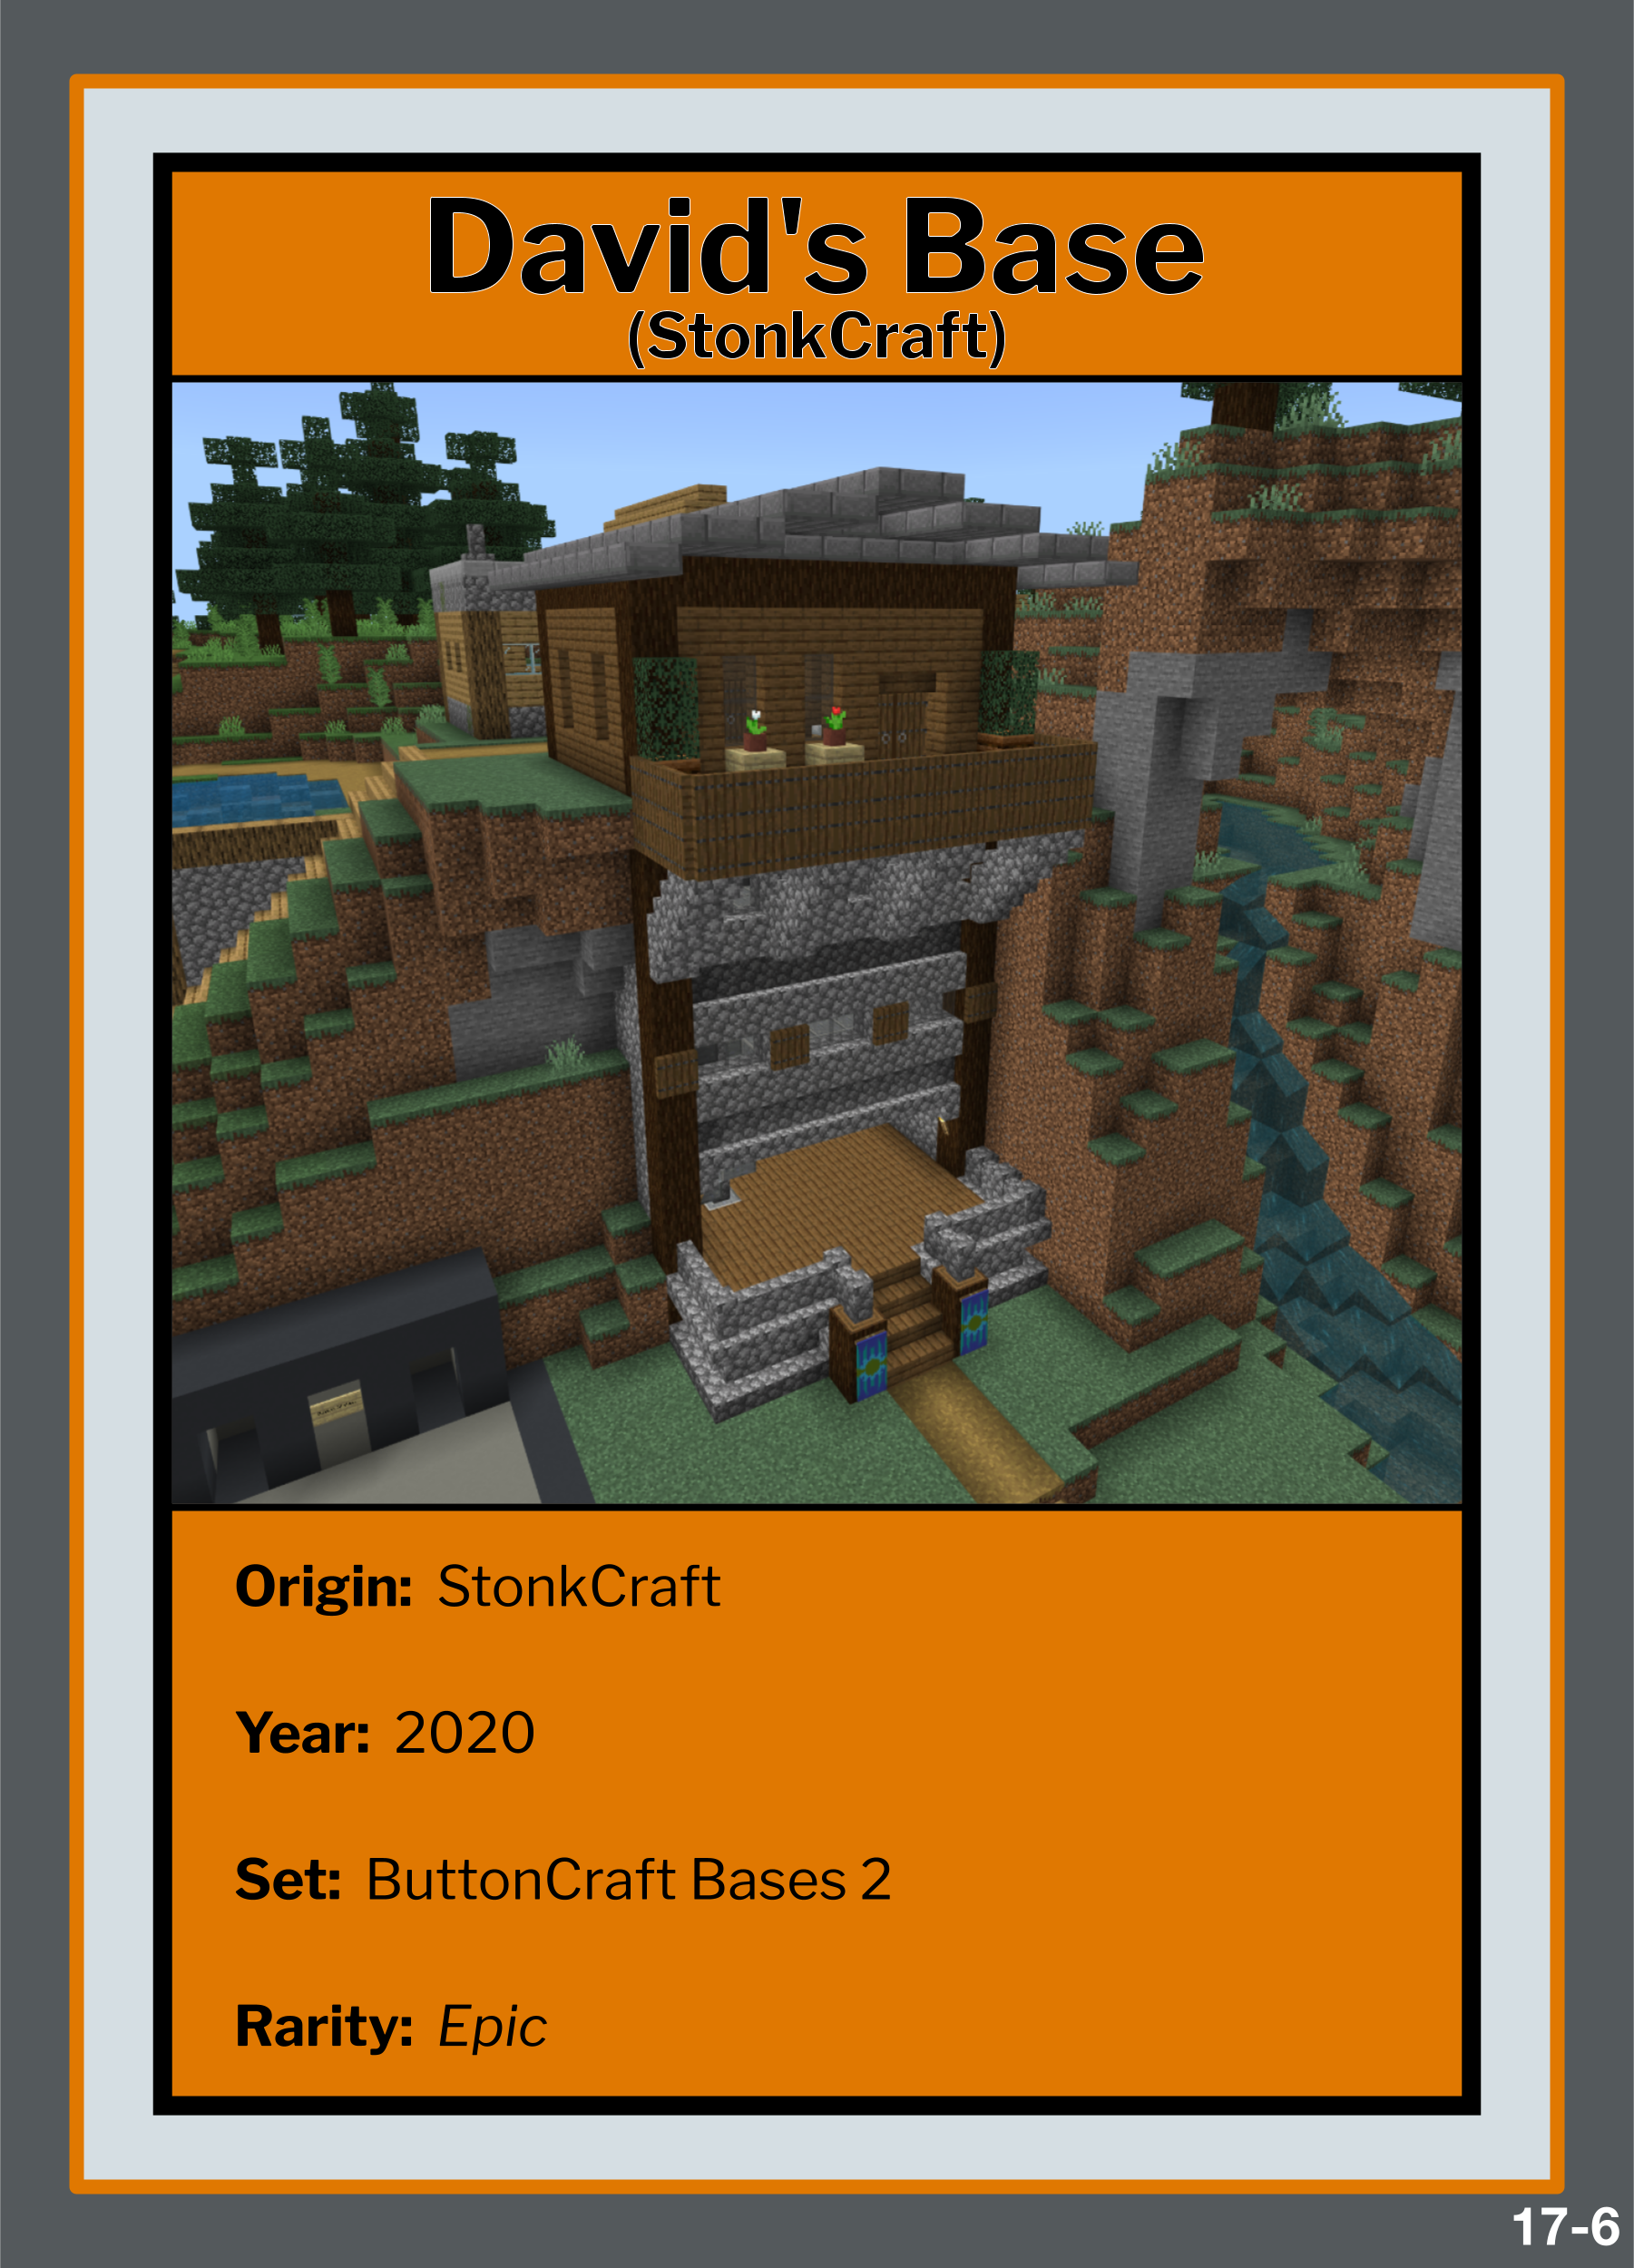 David's Base
(StonkCraft)
Origin: StonkCraft
Year: 2020
Set: ButtonCraft Bases 2
Rarity: Epic
17-6